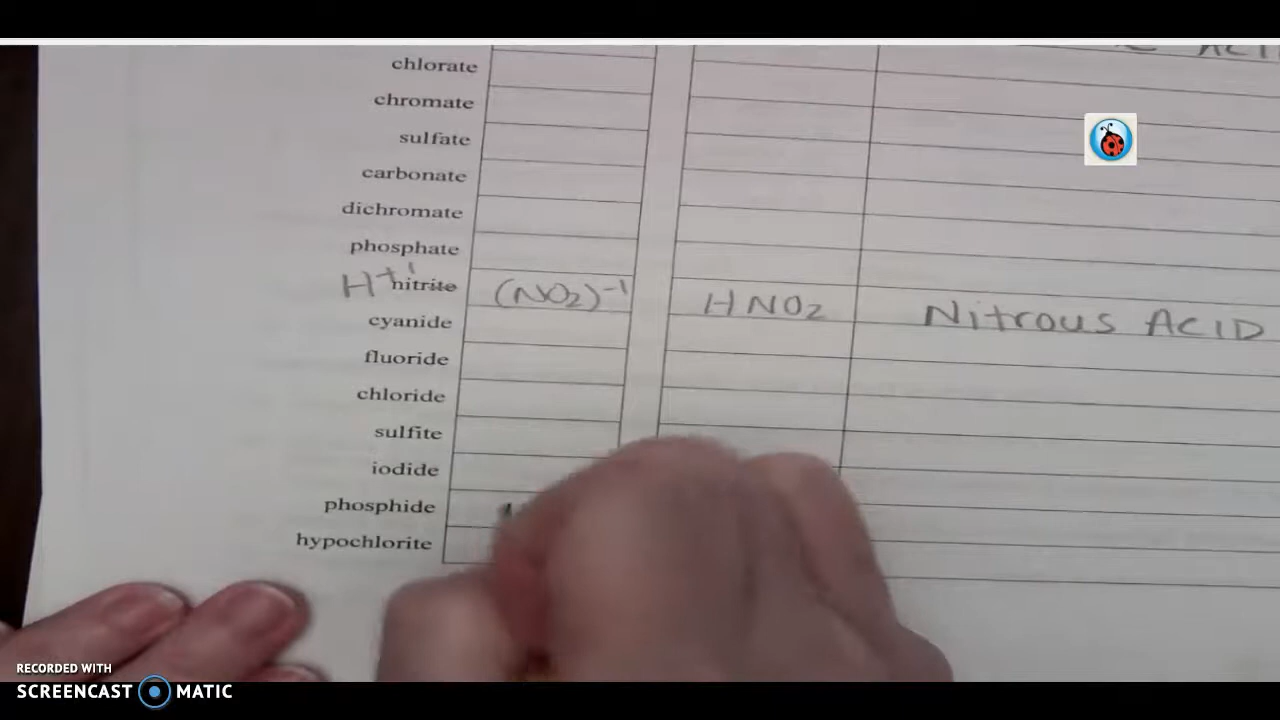 chlorate
chromate
sulfate
carbonate
dichromate
phosphate
H+1 nitrite (NO2)-1 HNO2 Nitrous ACID
cyanide
fluoride
chloride
sulfite
iodide
phosphide
hypochlorite
RECORDED WITH
SCREENCAST MATIC